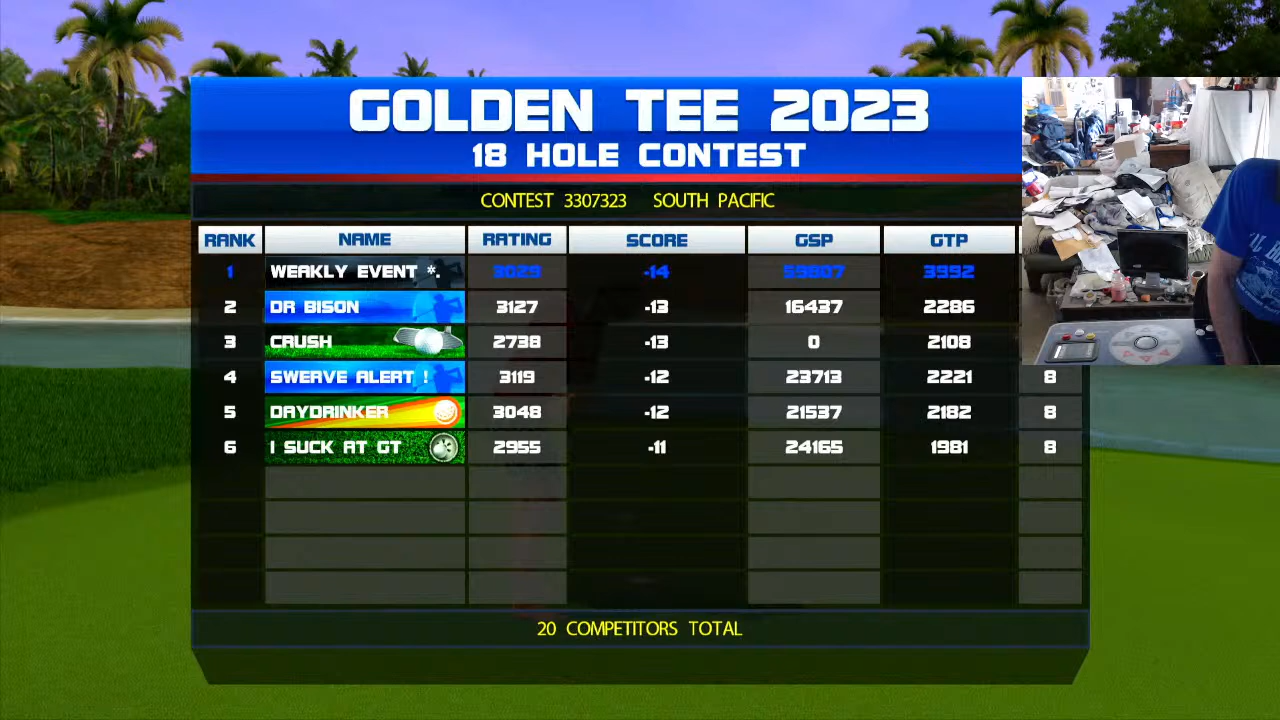 GOLDEN TEE 2023
18 HOLE CONTEST
CONTEST 3307323 SOUTH PACIFIC
RANK NAME RATING SCORE GSP GTP
1 WEAKLY EVENT *. 3029 -14 59807 3992
2 DR BISON 3127 -13 16437 2286
3 CRUSH 2738 -13 0 2108
4 SWERVE ALERT ! 3119 -12 23713 2221 8
5 DAYDRINKER 3048 -12 21537 2182 8
6 I SUCK AT GT 2955 -11 24165 1981 8
20 COMPETITORS TOTAL